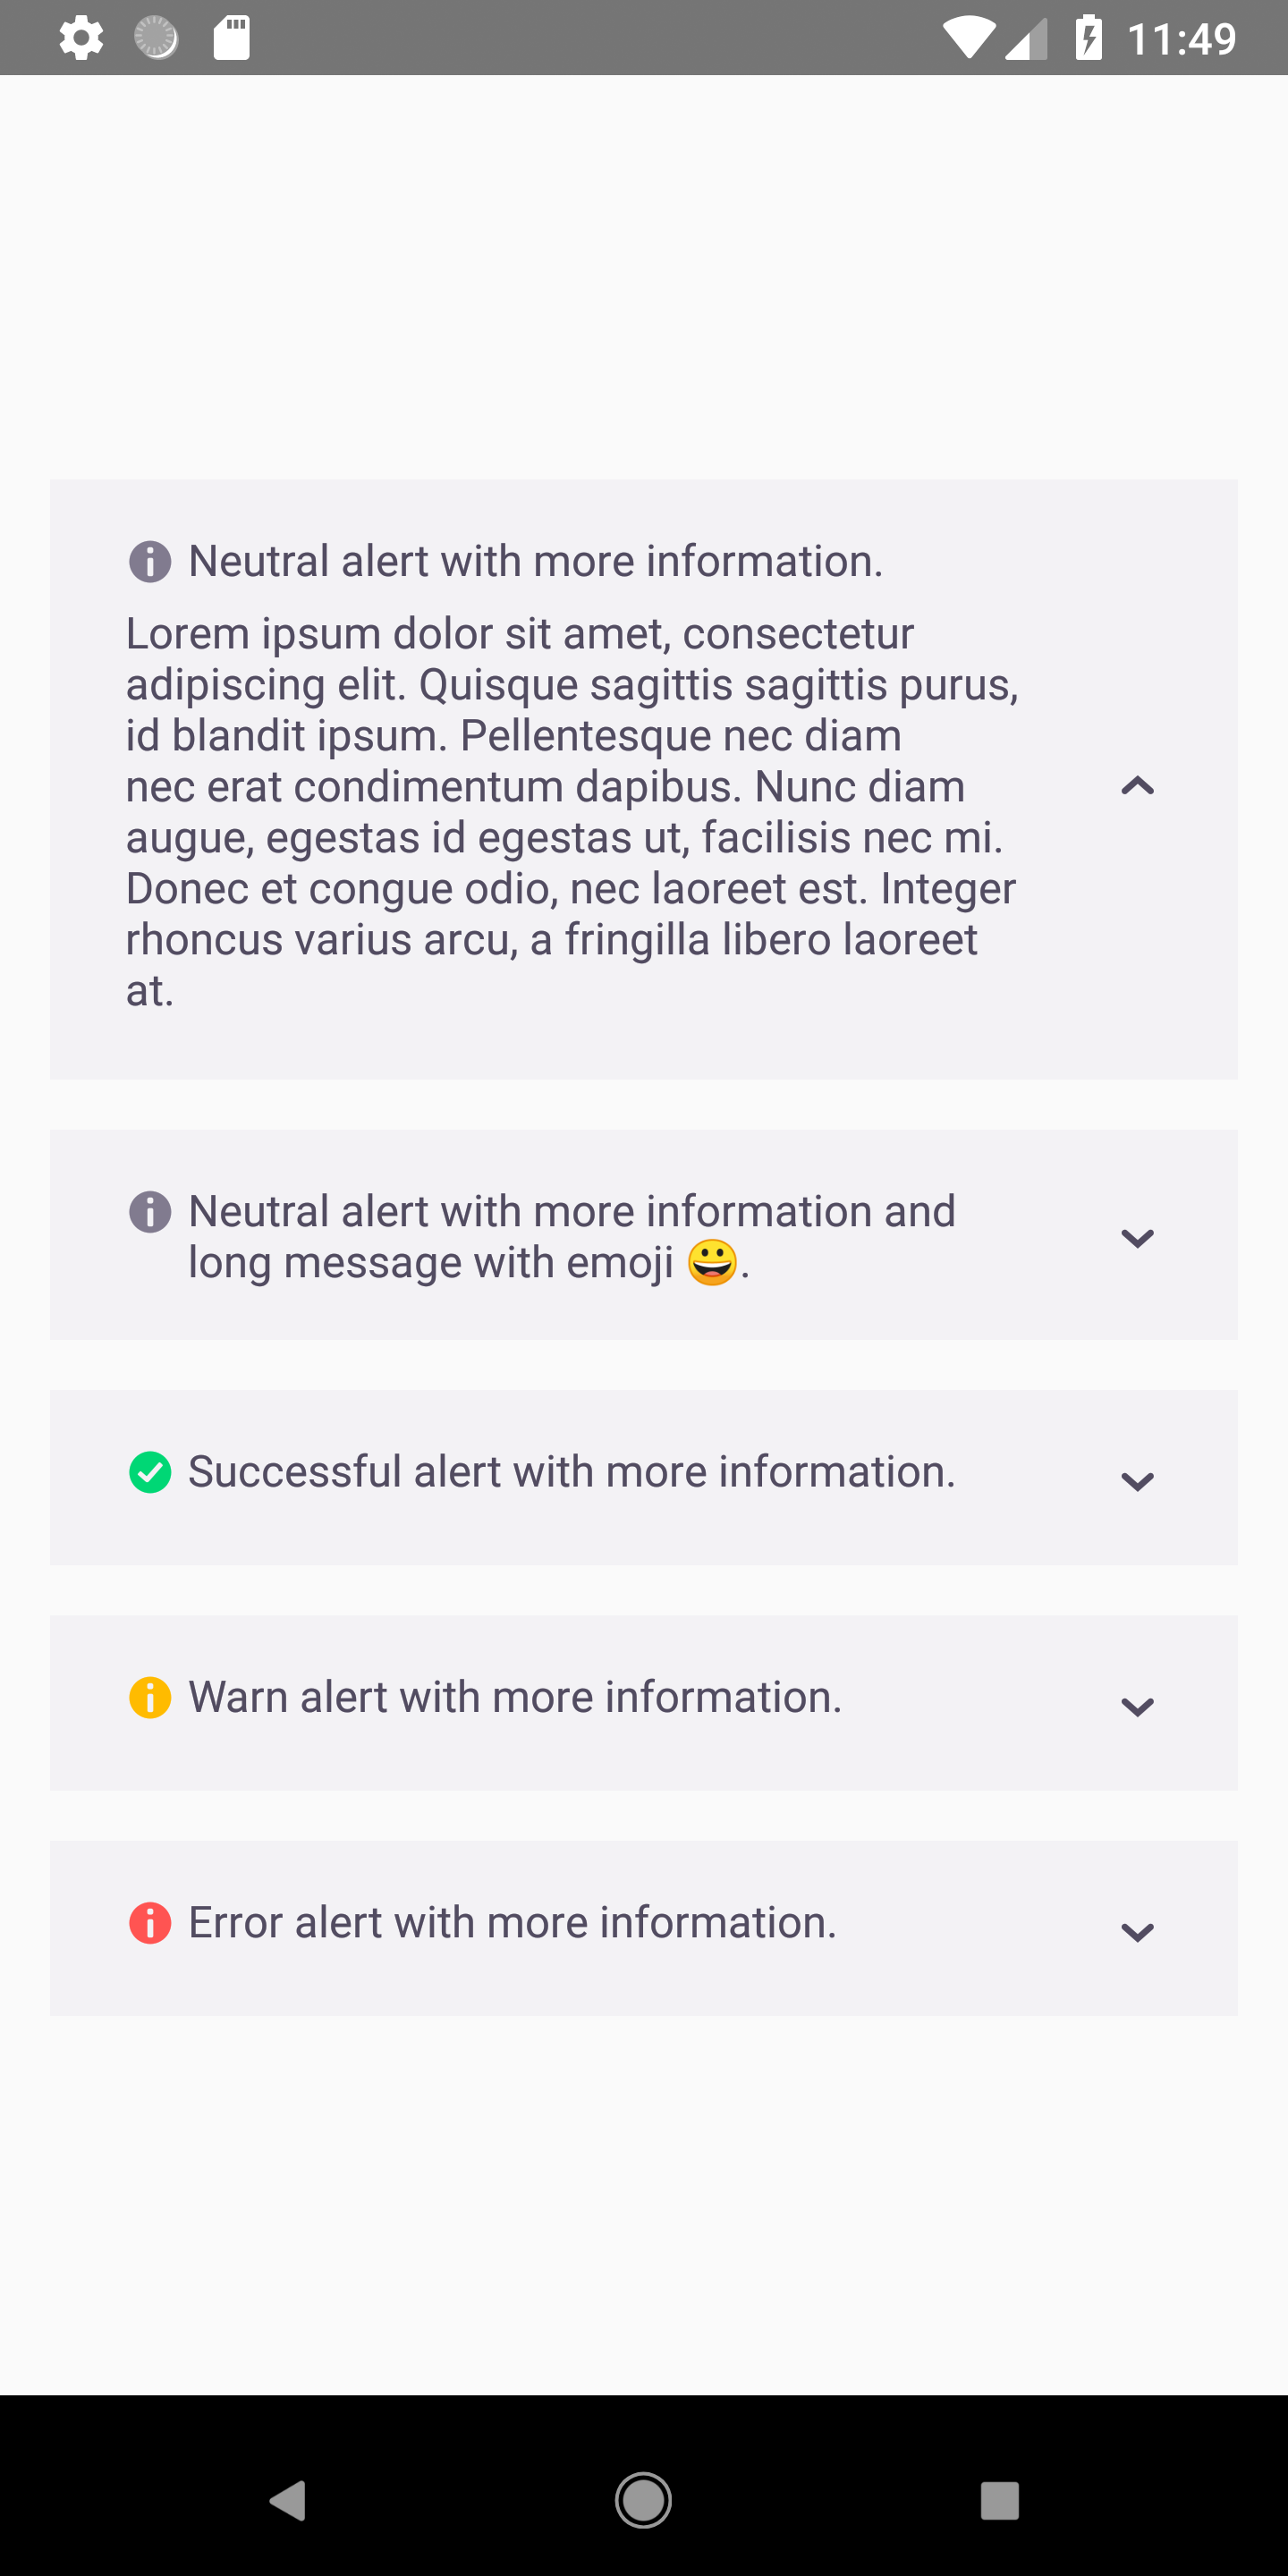 11:49
Neutral alert with more information.
Lorem ipsum dolor sit amet, consectetur
adipiscing elit. Quisque sagittis sagittis purus,
id blandit ipsum. Pellentesque nec diam
nec erat condimentum dapibus. Nunc diam
augue, egestas id egestas ut, facilisis nec mi.
Donec et congue odio, nec laoreet est. Integer
rhoncus varius arcu, a fringilla libero laoreet
at.
Neutral alert with more information and
long message with emoji 😀.
Successful alert with more information.
Warn alert with more information.
Error alert with more information.